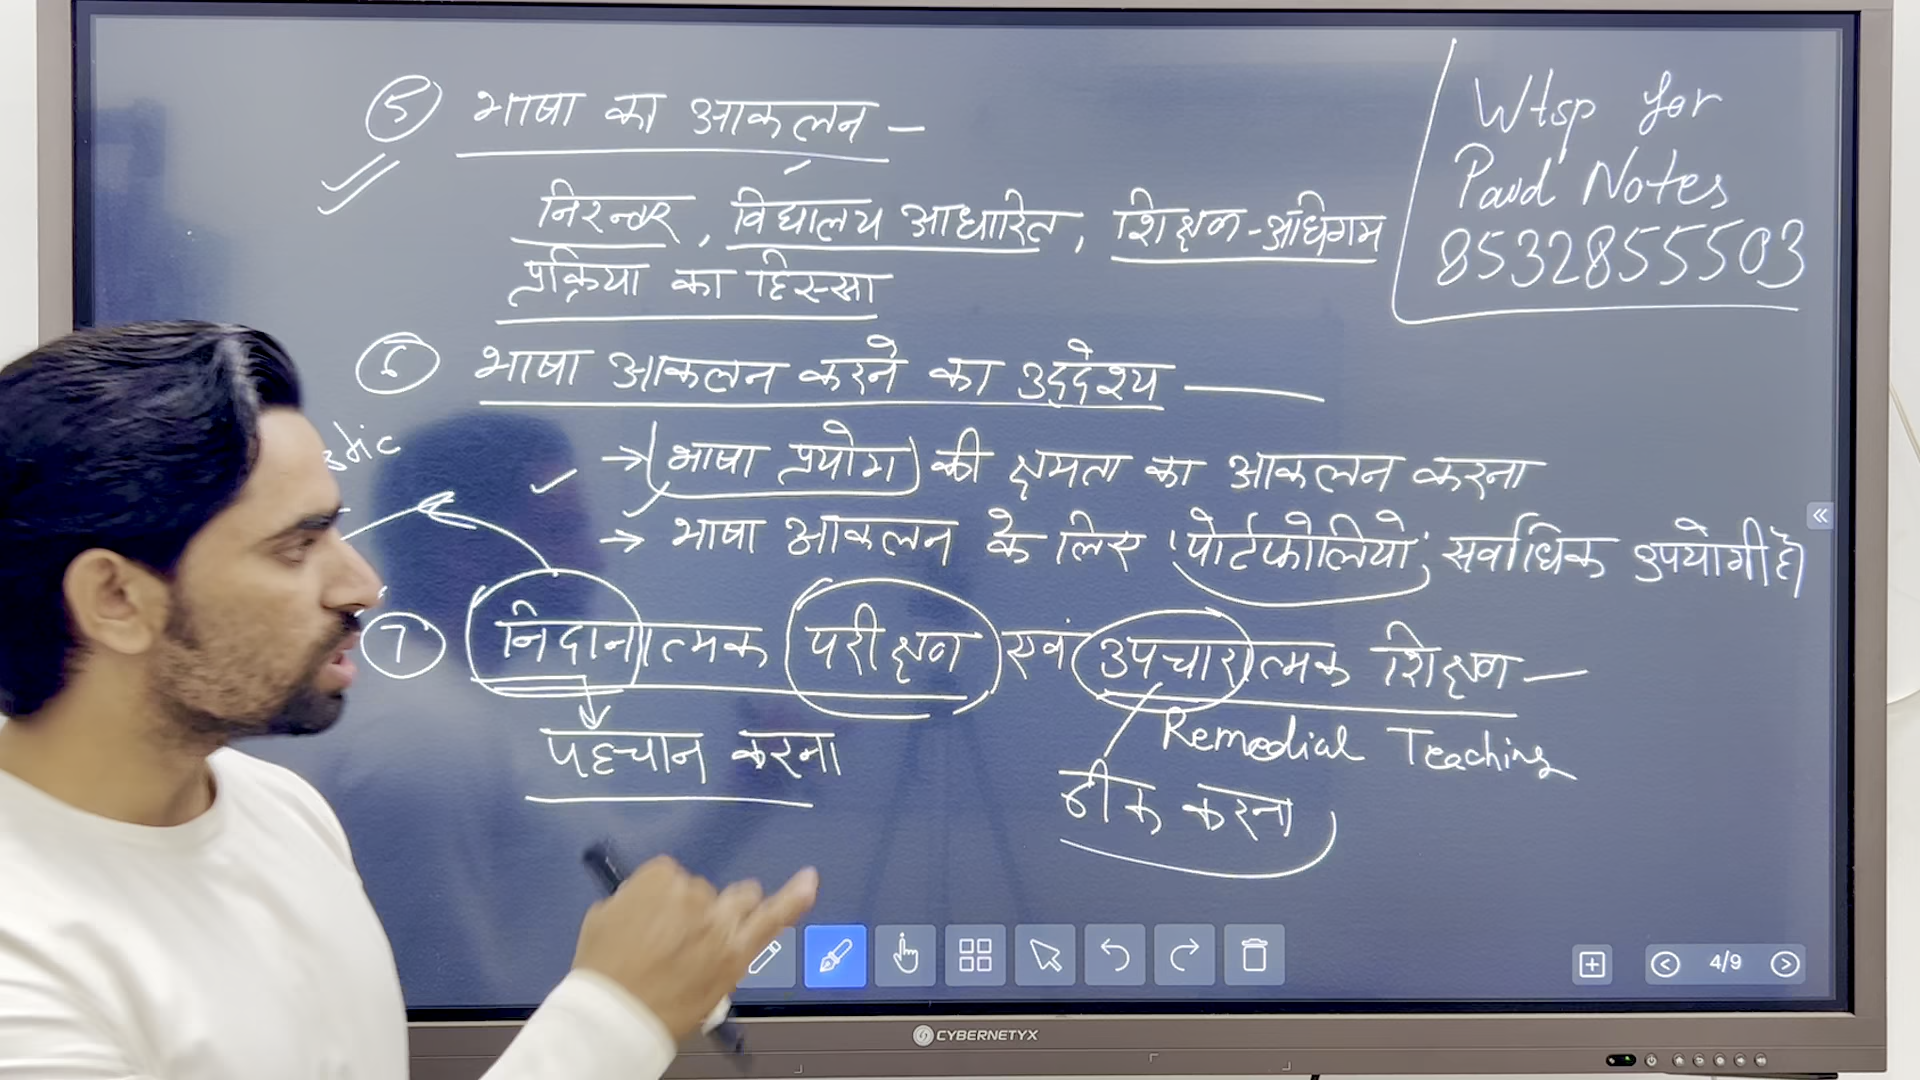 5 भाषा का आकलन –
निरन्तर, विद्यालय आधारित, शिक्षण-अधिगम
प्रक्रिया का हिस्सा
Wtsp for
Paid Notes
8532855503
6 भाषा आकलन करने का उद्देश्य —
→ भाषा प्रयोग की क्षमता का आकलन करना
→ भाषा आकलन के लिए 'पोर्टफोलियो' सर्वाधिक उपयोगी है।
7 निदानात्मक परीक्षण एवं उपचारात्मक शिक्षण —
Remedial Teaching
पहचान करना
ठीक करना
4/9
CYBERNETYX